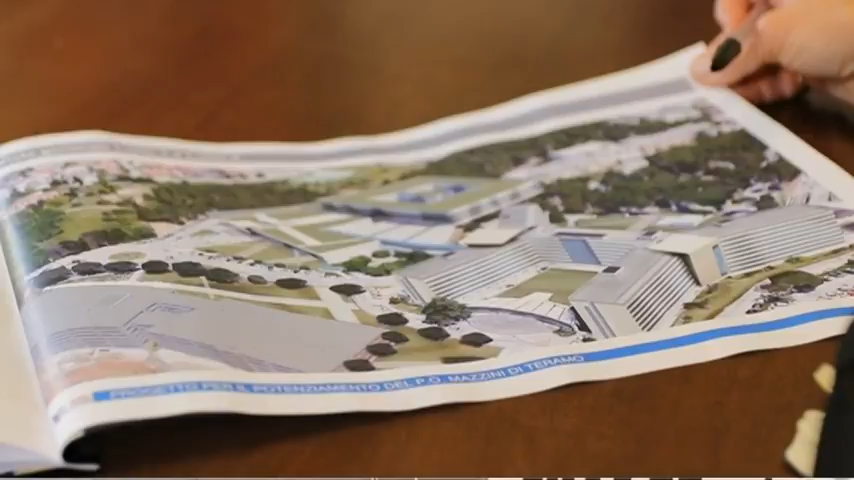 PROGETTO PER IL POTENZIAMENTO DEL P.O. MAZZINI DI TERAMO